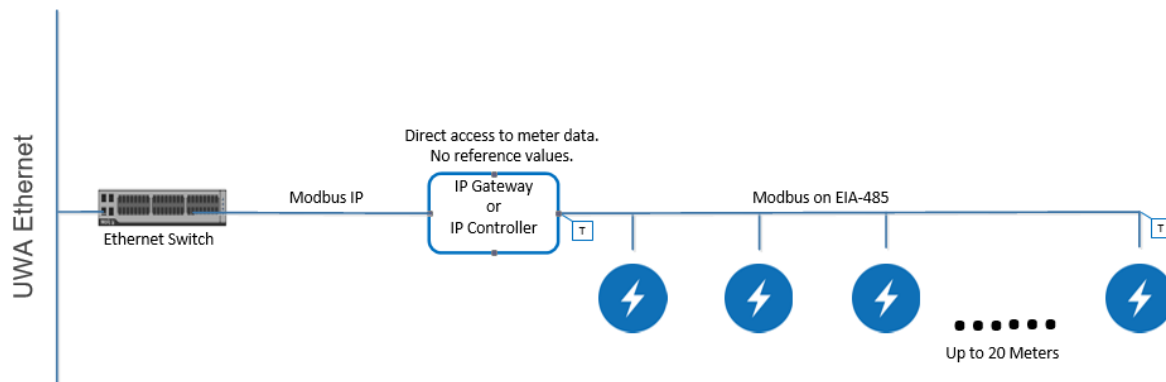 UWA Ethernet
Ethernet Switch
Modbus IP
Direct access to meter data.
No reference values.
IP Gateway
or
IP Controller
T
Modbus on EIA-485
T
Up to 20 Meters